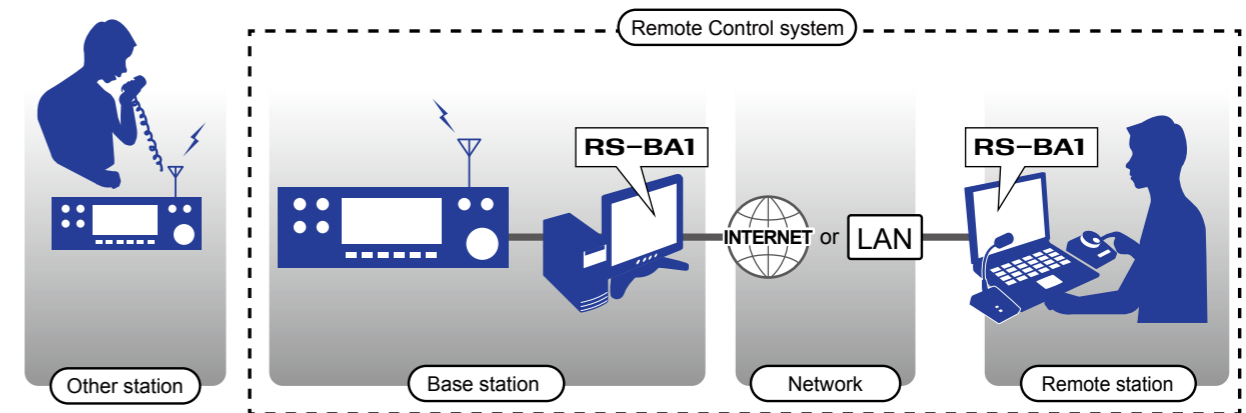 Remote Control system
RS-BA1
RS-BA1
INTERNET or LAN
Other station
Base station
Network
Remote station